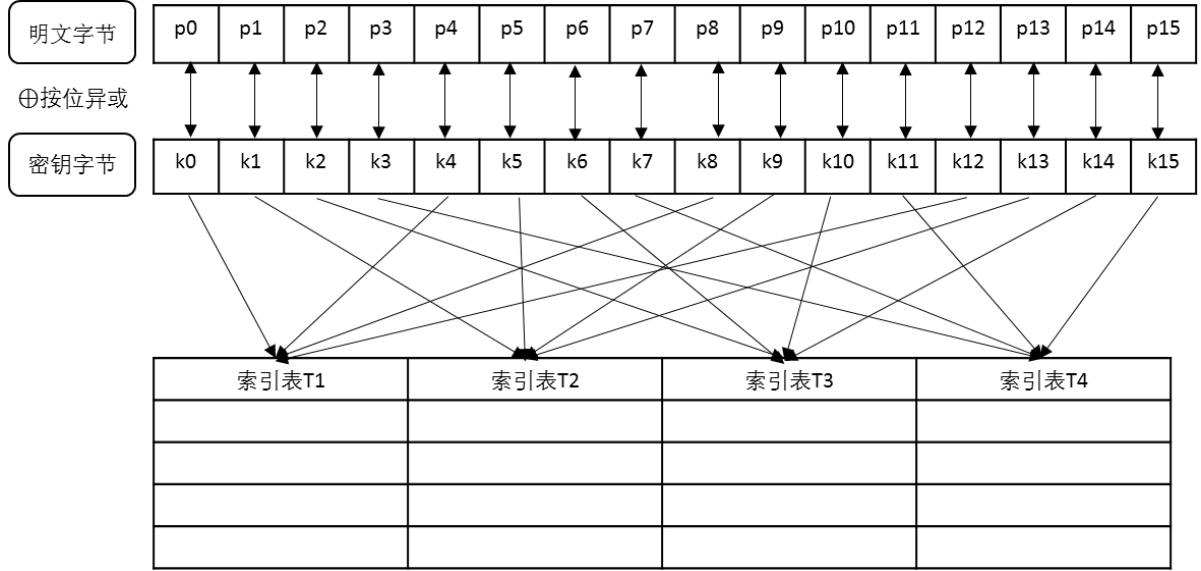 明文字节 p0 p1 p2 p3 p4 p5 p6 p7 p8 p9 p10 p11 p12 p13 p14 p15
⊕按位异或
密钥字节 k0 k1 k2 k3 k4 k5 k6 k7 k8 k9 k10 k11 k12 k13 k14 k15
索引表T1 索引表T2 索引表T3 索引表T4